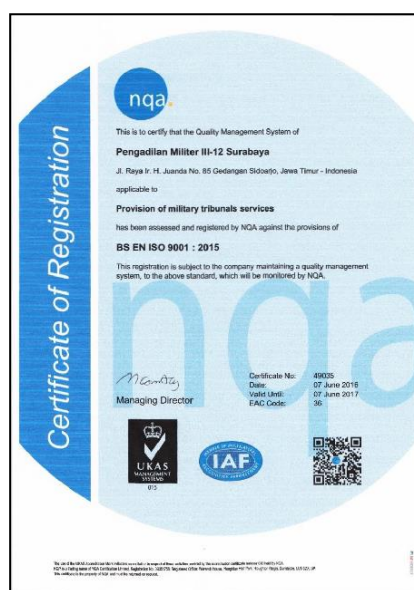 Certificate of Registration
nqa.
This is to certify that the Quality Management System of
Pengadilan Militer III-12 Surabaya
Jl. Raya Ir. H. Juanda No. 85 Gedangan Sidoarjo, Jawa Timur - Indonesia
applicable to
Provision of military tribunals services
has been assessed and registered by NQA against the provisions of
BS EN ISO 9001 : 2015
This registration is subject to the company maintaining a quality management
system, to the above standard, which will be monitored by NQA.
nqa
Managing Director
Certificate No: 49035
Date: 07 June 2016
Valid Until: 07 June 2017
EAC Code: 36
UKAS
MANAGEMENT
SYSTEMS
015
IAF